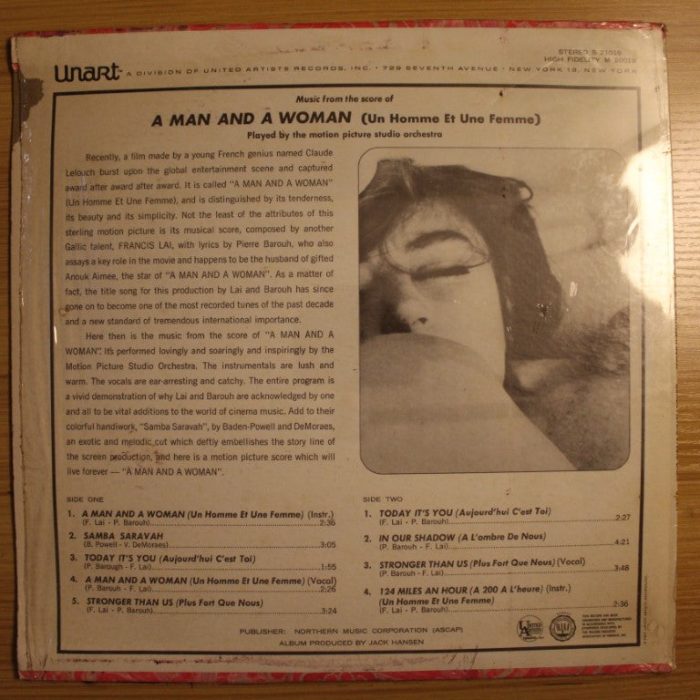 Unart
A DIVISION OF UNITED ARTISTS RECORDS, INC. • 729 SEVENTH AVENUE • NEW YORK 19, NEW YORK
STEREO S 21019
HIGH FIDELITY M 20019
Music from the score of
A MAN AND A WOMAN (Un Homme Et Une Femme)
Played by the motion picture studio orchestra
Recently, a film made by a young French genius named Claude
Lelouch burst upon the global entertainment scene and captured
award after award after award. It is called "A MAN AND A WOMAN"
(Un Homme Et Une Femme), and is distinguished by its tenderness,
its beauty and its simplicity. Not the least of the attributes of this
sterling motion picture is its musical score, composed by another
Gallic talent, FRANCIS LAI, with lyrics by Pierre Barouh, who also
assays a key role in the movie and happens to be the husband of gifted
Anouk Aimee, the star of "A MAN AND A WOMAN". As a matter of
fact, the title song for this production by Lai and Barouh has since
gone on to become one of the most recorded tunes of the past decade
and a new standard of tremendous international importance.
Here then is the music from the score of "A MAN AND A
WOMAN". It's performed lovingly and soaringly and inspiringly by the
Motion Picture Studio Orchestra. The instrumentals are lush and
warm. The vocals are ear-arresting and catchy. The entire program is
a vivid demonstration of why Lai and Barouh are acknowledged by one
and all to be vital additions to the world of cinema music. Add to their
colorful handiwork, "Samba Saravah", by Baden-Powell and DeMoraes,
an exotic and melodic cut which deftly embellishes the story line of
the screen production, and here is a motion picture score which will
live forever — "A MAN AND A WOMAN".
SIDE ONE
1. A MAN AND A WOMAN (Un Homme Et Une Femme) (Instr.)
(F. Lai - P. Barouh) 2:36
2. SAMBA SARAVAH
(B. Powell - V. DeMoraes) 3:05
3. TODAY IT'S YOU (Aujourd'hui C'est Toi)
(P. Barough - F. Lai) 1:55
4. A MAN AND A WOMAN (Un Homme Et Une Femme) (Vocal)
(F. Lai - P. Barouh) 2:26
5. STRONGER THAN US (Plus Fort Que Nous)
(F. Lai - P. Barouh) 3:24
SIDE TWO
1. TODAY IT'S YOU (Aujourd'hui C'est Toi)
(F. Lai - P. Barouh) 2:27
2. IN OUR SHADOW (A L'ombre De Nous)
(P. Barouh - F. Lai) 4:21
3. STRONGER THAN US (Plus Fort Que Nous) (Vocal)
(P. Barouh - F. Lai) 3:48
4. 124 MILES AN HOUR (A 200 A L'heure) (Instr.)
(Un Homme Et Une Femme)
(F. Lai - P. Barouh) 2:36
PUBLISHER: NORTHERN MUSIC CORPORATION (ASCAP)
ALBUM PRODUCED BY JACK HANSEN